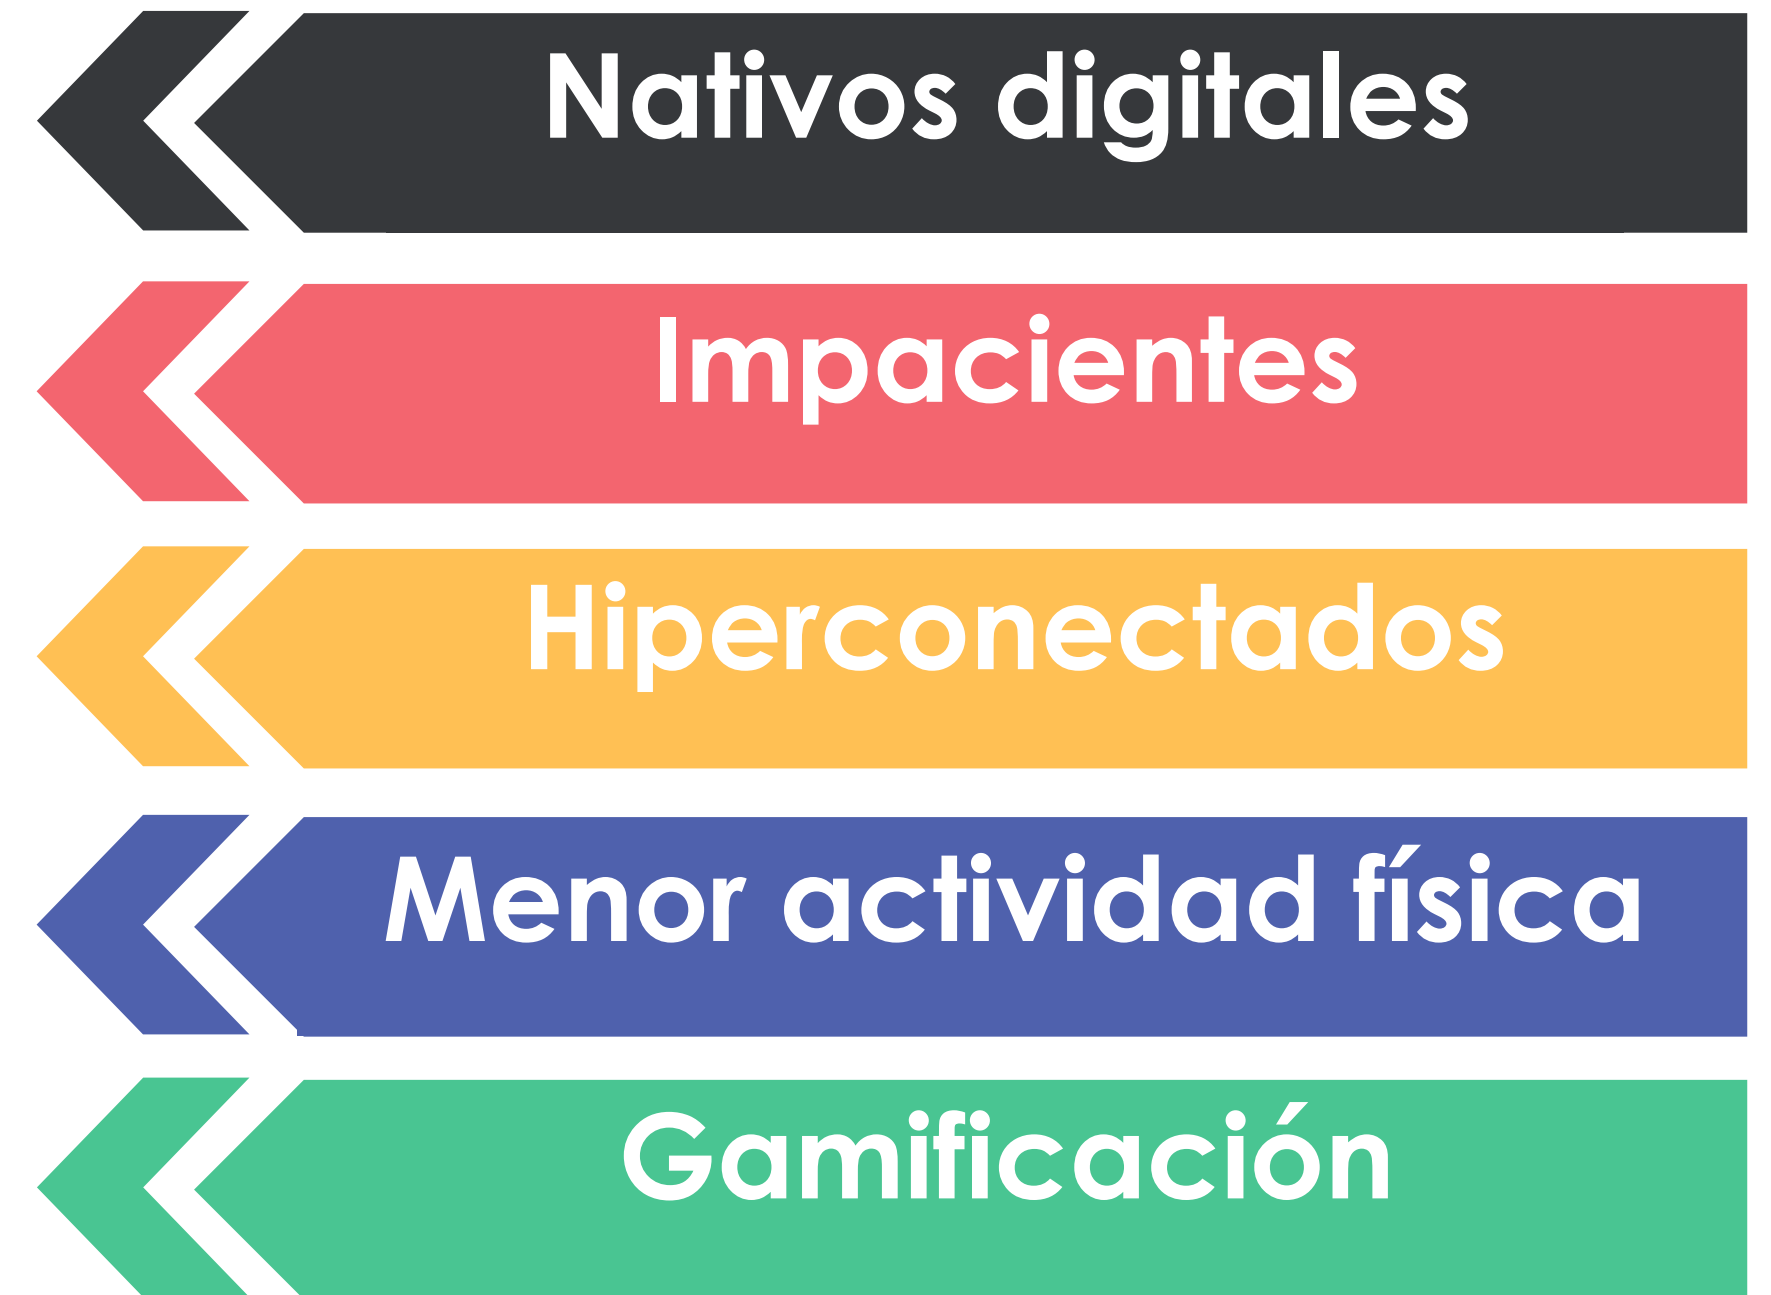 Nativos digitales
Impacientes
Hiperconectados
Menor actividad física
Gamificación